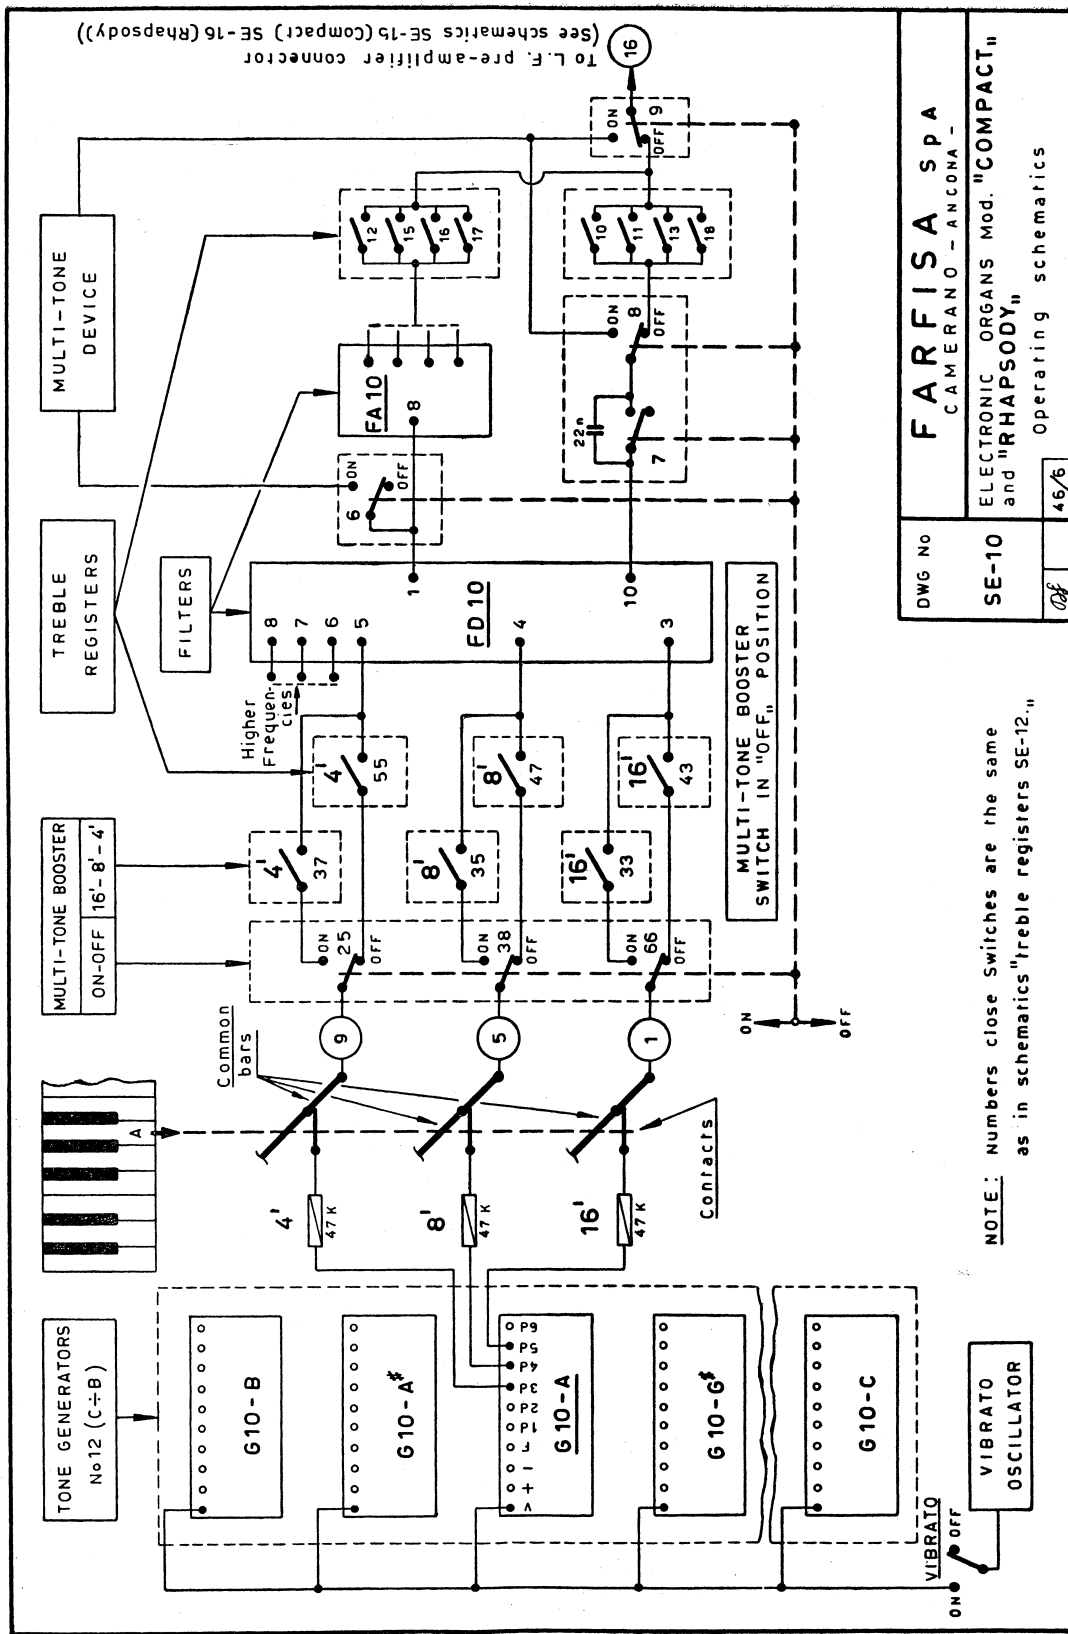 TONE GENERATORS
No12 (C÷B)
G10-B
G10-A#
G10-A
V + - F 1d 2d 3d 4d 5d 6d
G10-G#
G10-C
VIBRATO
ON
OFF
VIBRATO
OSCILLATOR
A
4'
47 K
8'
47 K
16'
47 K
Contacts
Common
bars
9
5
1
MULTI-TONE BOOSTER
ON-OFF 16'-8'-4'
ON
25
OFF
ON
38
OFF
ON
66
OFF
4'
37
8'
35
16'
33
4'
55
8'
47
16'
43
TREBLE
REGISTERS
FILTERS
Higher
Frequen-
cies
8
7
6
5
4
3
FD10
1
10
MULTI-TONE BOOSTER
SWITCH IN "OFF" POSITION
ON
OFF
MULTI-TONE
DEVICE
6
ON
OFF
FA10
8
22n
7
ON
8
OFF
12
15
16
17
10
11
13
18
ON
9
OFF
16
To L.F. pre-amplifier connector
(See schematics SE-15 (Compact) SE-16 (Rhapsody))
NOTE: Numbers close Switches are the same
as in schematics "treble registers SE-12."
DWG No
SE-10
46/6
FARFISA spA
CAMERANO - ANCONA -
ELECTRONIC ORGANS Mod. "COMPACT"
and "RHAPSODY"
Operating schematics